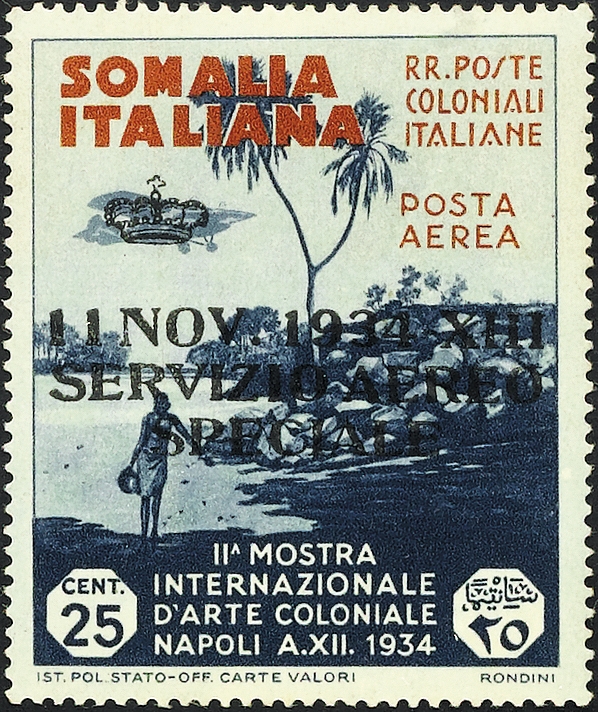 SOMALIA
ITALIANA
RR. POSTE
COLONIALI
ITALIANE
POSTA
AEREA
11 NOV. 1934-XIII
SERVIZIO AEREO
SPECIALE
IIᴬ MOSTRA
INTERNAZIONALE
D'ARTE COLONIALE
NAPOLI A.XII. 1934
CENT.
25
٢٥
IST. POL. STATO-OFF. CARTE VALORI
RONDINI